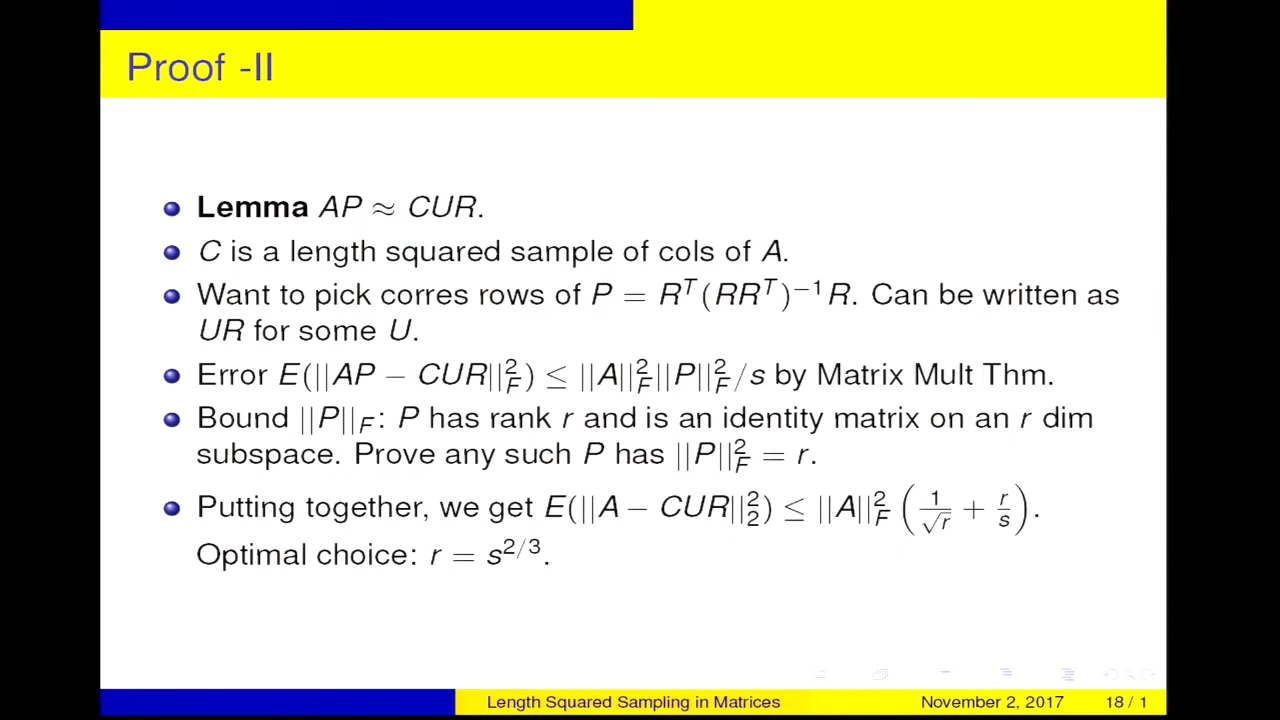 Proof -II
Lemma AP ≈ CUR.
C is a length squared sample of cols of A.
Want to pick corres rows of P = R^T(RR^T)^{-1}R. Can be written as
UR for some U.
Error E(||AP − CUR||_F^2) ≤ ||A||_F^2||P||_F^2/s by Matrix Mult Thm.
Bound ||P||_F: P has rank r and is an identity matrix on an r dim
subspace. Prove any such P has ||P||_F^2 = r.
Putting together, we get E(||A − CUR||_2^2) ≤ ||A||_F^2 (1/√r + r/s).
Optimal choice: r = s^{2/3}.
Length Squared Sampling in Matrices November 2, 2017 18 / 1